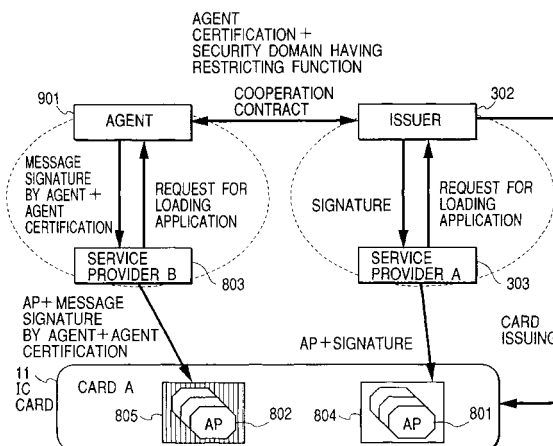 AGENT
CERTIFICATION+
SECURITY DOMAIN HAVING
RESTRICTING FUNCTION
901
COOPERATION
CONTRACT
302
AGENT
ISSUER
MESSAGE
SIGNATURE
BY AGENT+
AGENT
CERTIFICATION
REQUEST FOR
LOADING
APPLICATION
SIGNATURE
REQUEST FOR
LOADING
APPLICATION
SERVICE
PROVIDER B
803
SERVICE
PROVIDER A
303
AP+MESSAGE
SIGNATURE
BY AGENT+AGENT
CERTIFICATION
AP+SIGNATURE
CARD
ISSUING
11
IC
CARD
CARD A
805
AP
802
804
AP
801